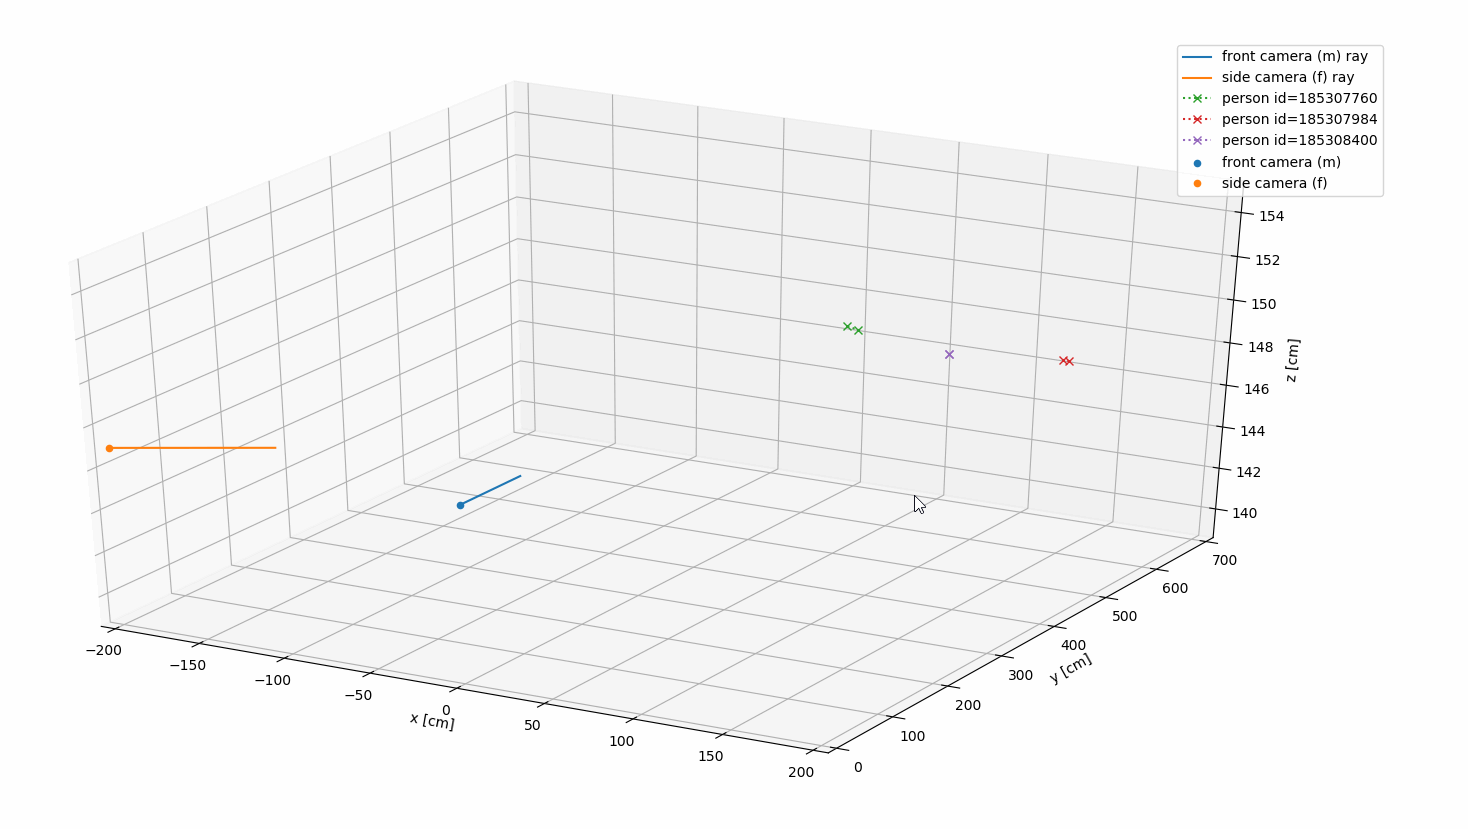 front camera (m) ray
side camera (f) ray
person id=185307760
person id=185307984
person id=185308400
front camera (m)
side camera (f)
154
152
150
148
146
144
142
140
z [cm]
700
600
500
400
300
200
100
0
y [cm]
−200
−150
−100
−50
0
50
100
150
200
x [cm]